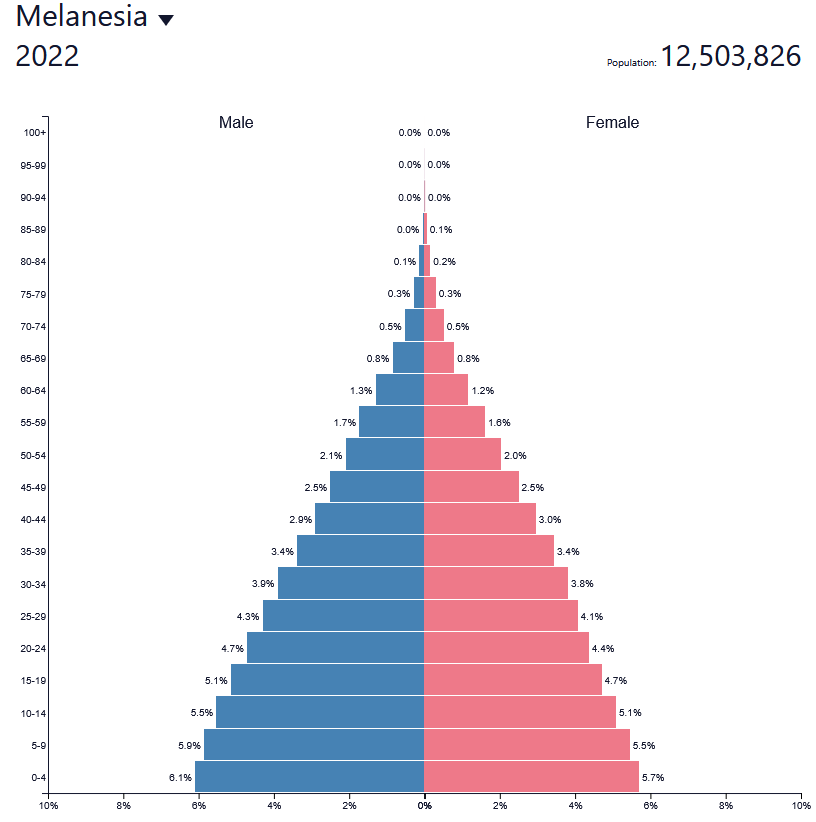 Melanesia
2022
Population: 12,503,826
Male Female
100+ 0.0% 0.0%
95-99 0.0% 0.0%
90-94 0.0% 0.0%
85-89 0.0% 0.1%
80-84 0.1% 0.2%
75-79 0.3% 0.3%
70-74 0.5% 0.5%
65-69 0.8% 0.8%
60-64 1.3% 1.2%
55-59 1.7% 1.6%
50-54 2.1% 2.0%
45-49 2.5% 2.5%
40-44 2.9% 3.0%
35-39 3.4% 3.4%
30-34 3.9% 3.8%
25-29 4.3% 4.1%
20-24 4.7% 4.4%
15-19 5.1% 4.7%
10-14 5.5% 5.1%
5-9 5.9% 5.5%
0-4 6.1% 5.7%
10% 8% 6% 4% 2% 0% 2% 4% 6% 8% 10%